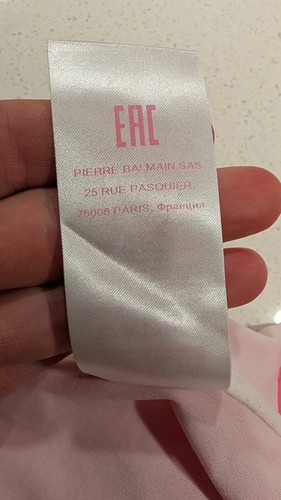 EAC
PIERRE BALMAIN SAS
25 RUE PASQUIER,
75008 PARIS, Франция